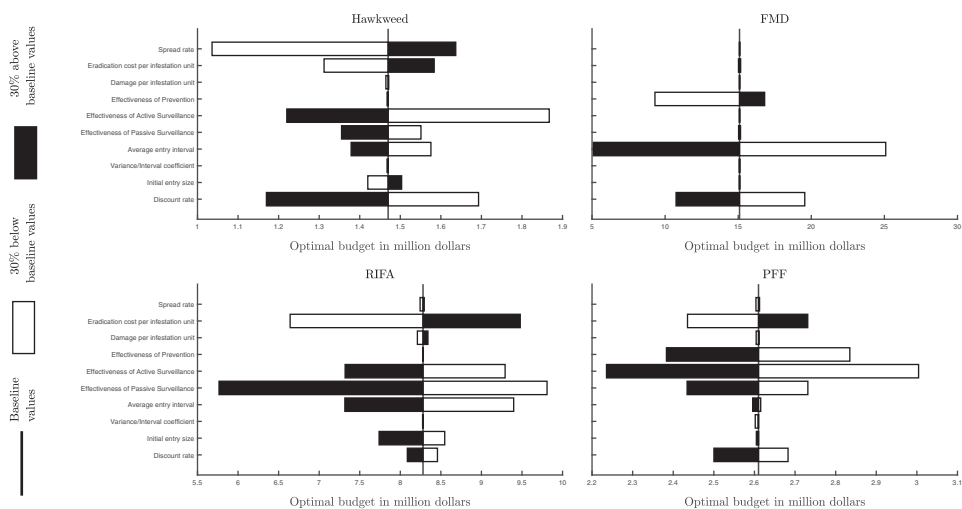 30% above
baseline values
30% below
baseline values
Baseline
values
Hawkweed
Spread rate
Eradication cost per infestation unit
Damage per infestation unit
Effectiveness of Prevention
Effectiveness of Active Surveillance
Effectiveness of Passive Surveillance
Average entry interval
Variance/Interval coefficient
Initial entry size
Discount rate
1 1.1 1.2 1.3 1.4 1.5 1.6 1.7 1.8 1.9
Optimal budget in million dollars
FMD
5 10 15 20 25 30
Optimal budget in million dollars
RIFA
Spread rate
Eradication cost per infestation unit
Damage per infestation unit
Effectiveness of Prevention
Effectiveness of Active Surveillance
Effectiveness of Passive Surveillance
Average entry interval
Variance/Interval coefficient
Initial entry size
Discount rate
5.5 6 6.5 7 7.5 8 8.5 9 9.5 10
Optimal budget in million dollars
PFF
2.2 2.3 2.4 2.5 2.6 2.7 2.8 2.9 3 3.1
Optimal budget in million dollars